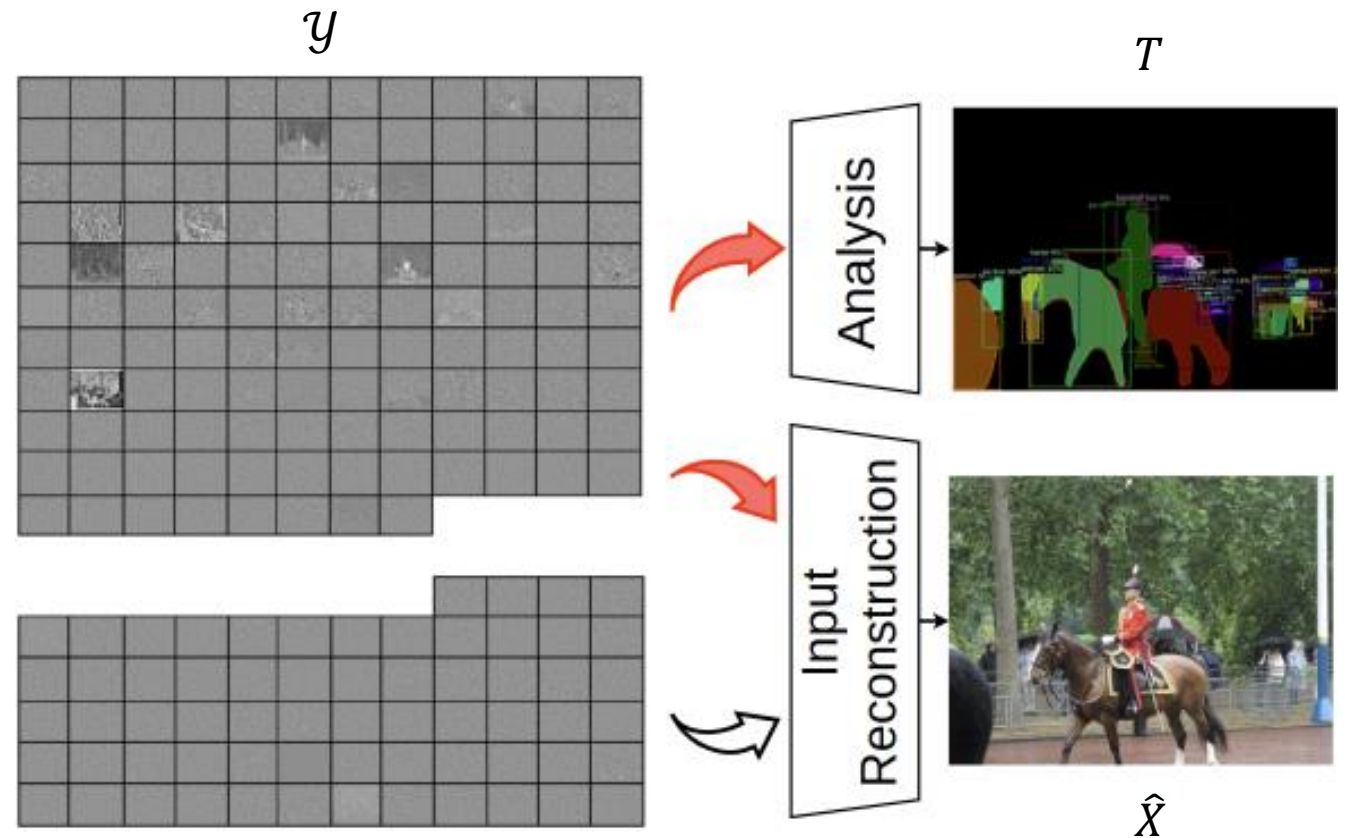 𝒴
T
Analysis
Input
Reconstruction
X̂